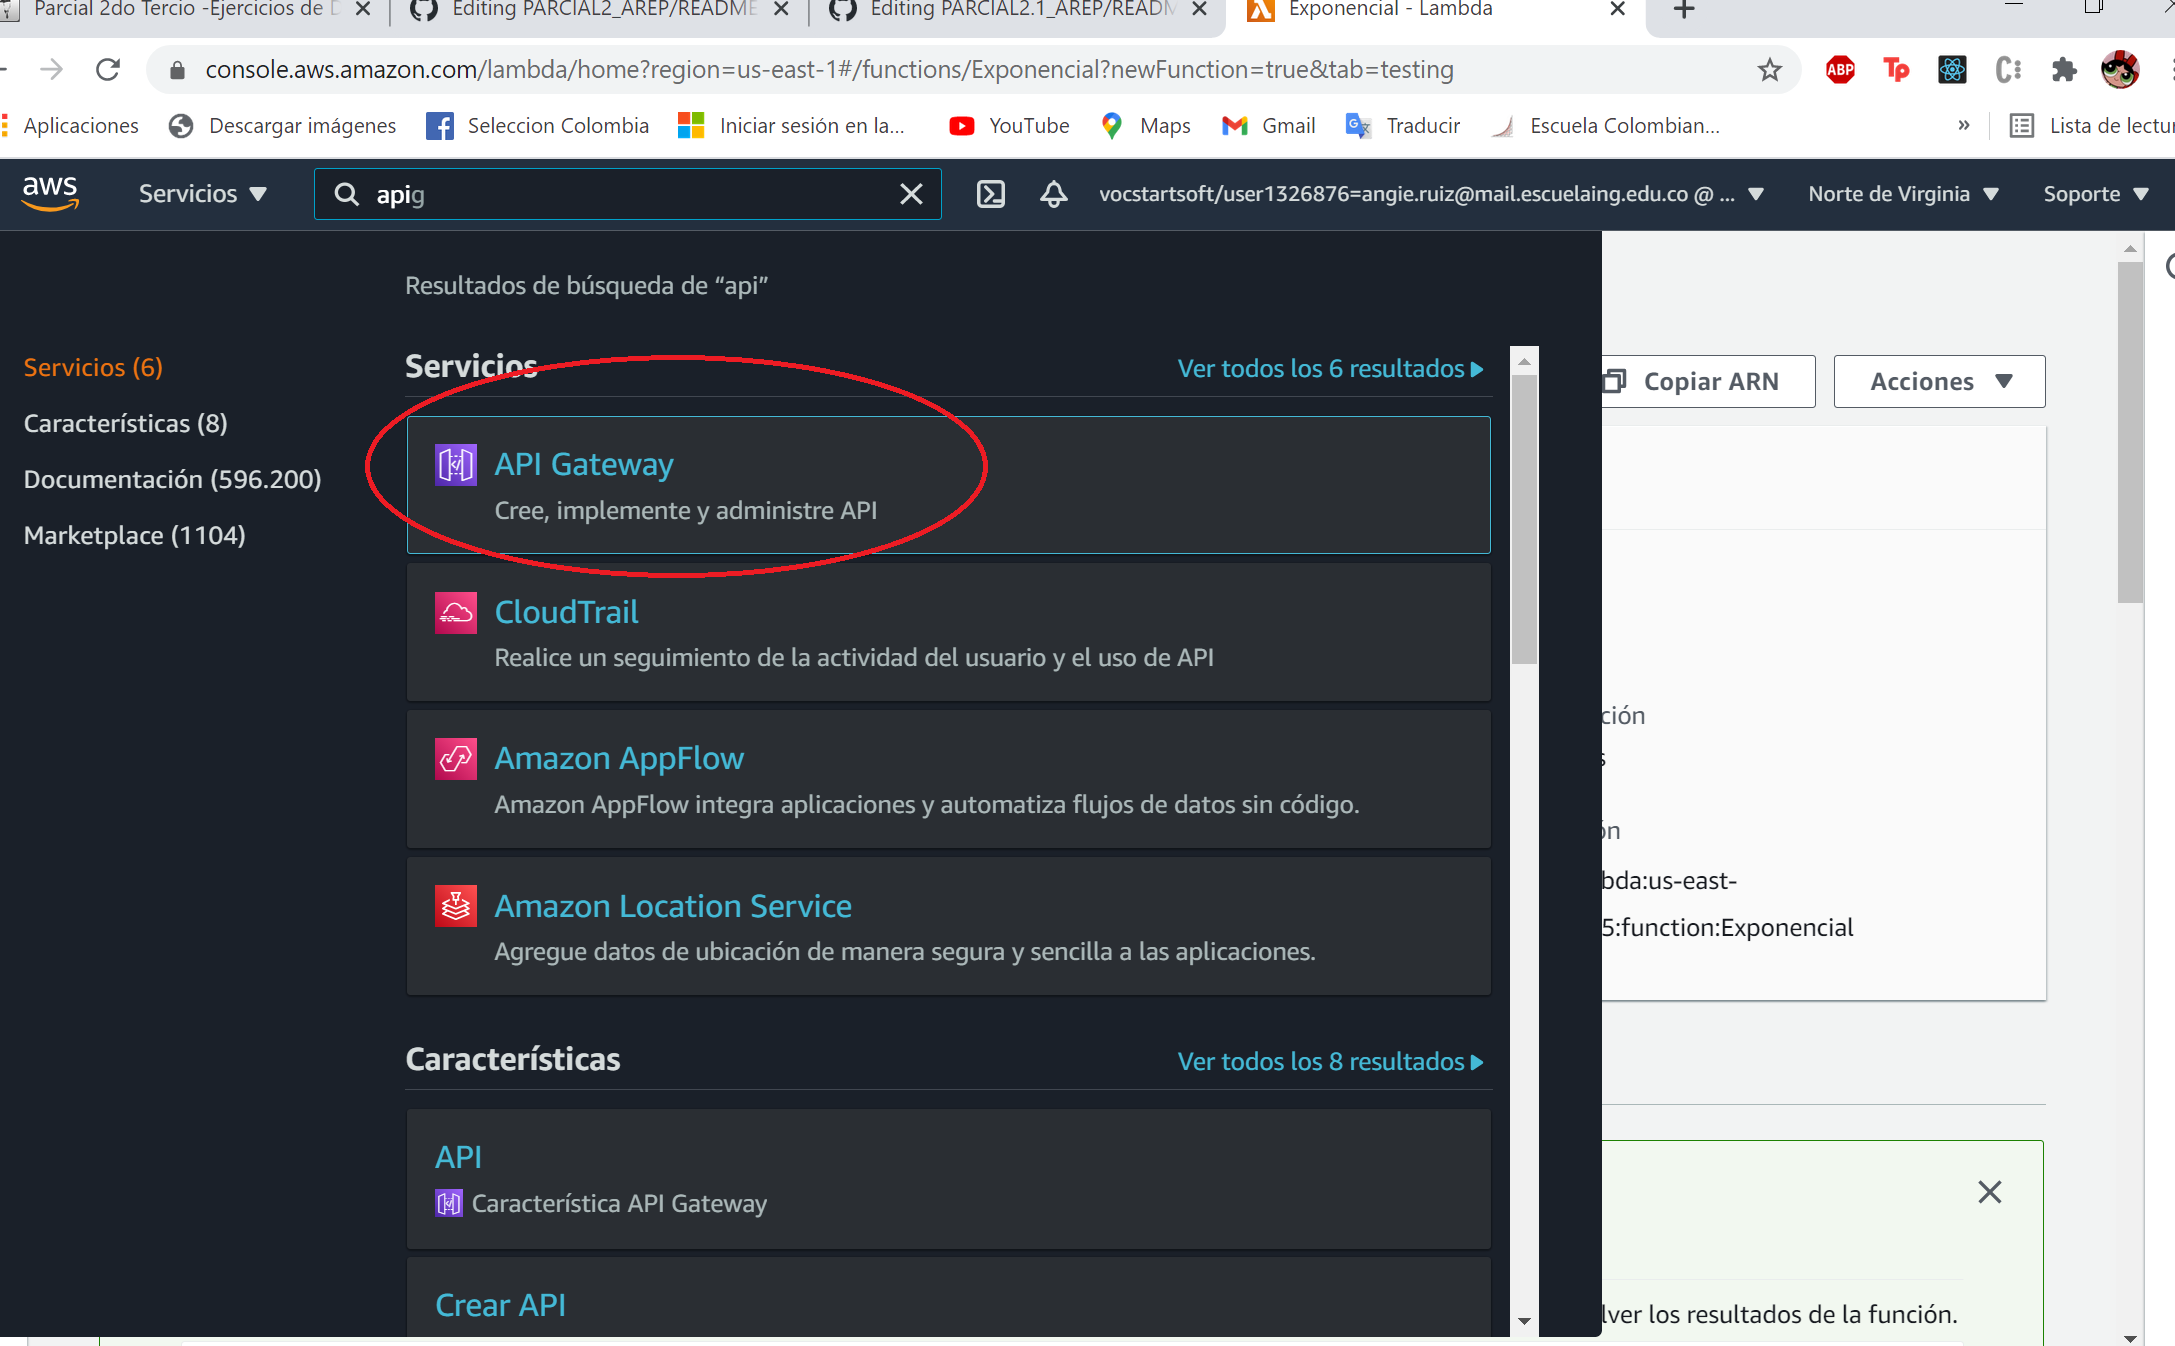 Parcial 2do Tercio -Ejercicios de D
Editing PARCIAL2_AREP/README
Editing PARCIAL2.1_AREP/READM
Exponencial - Lambda
console.aws.amazon.com/lambda/home?region=us-east-1#/functions/Exponencial?newFunction=true&tab=testing
ABP
Tp
Aplicaciones
Descargar imágenes
Seleccion Colombia
Iniciar sesión en la...
YouTube
Maps
Gmail
Traducir
Escuela Colombian...
»
Lista de lectur
aws
Servicios
apig
vocstartsoft/user1326876=angie.ruiz@mail.escuelaing.edu.co @ ...
Norte de Virginia
Soporte
Resultados de búsqueda de “api”
Servicios (6)
Características (8)
Documentación (596.200)
Marketplace (1104)
Servicios
Ver todos los 6 resultados
API Gateway
Cree, implemente y administre API
CloudTrail
Realice un seguimiento de la actividad del usuario y el uso de API
Amazon AppFlow
Amazon AppFlow integra aplicaciones y automatiza flujos de datos sin código.
Amazon Location Service
Agregue datos de ubicación de manera segura y sencilla a las aplicaciones.
Características
Ver todos los 8 resultados
API
Característica API Gateway
Crear API
Copiar ARN
Acciones
ción
s
ón
bda:us-east-
5:function:Exponencial
lver los resultados de la función.